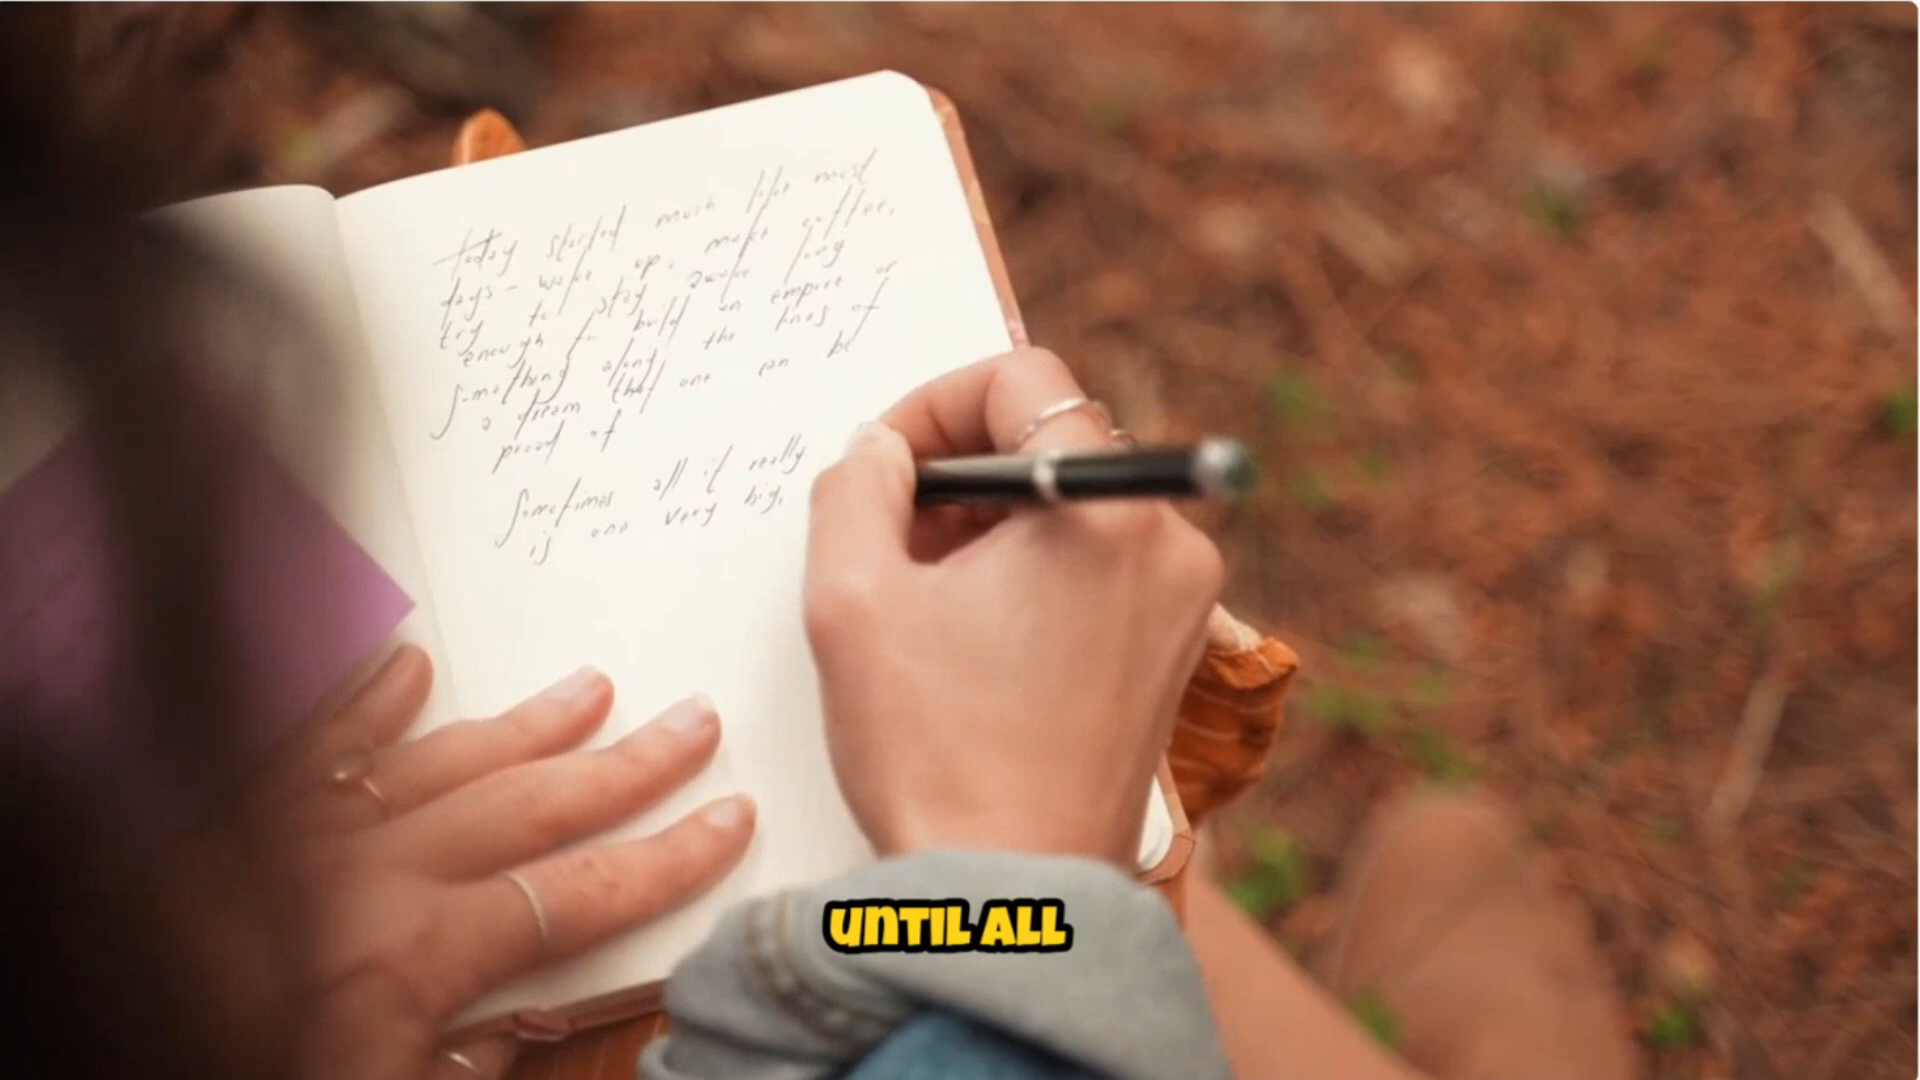 today started much like most
days - wake up, make coffee,
try to stay awake long
enough to build an empire or
something along the lines of
a dream that one can be
proud of
Sometimes all it really
is one very big,
UNTIL ALL